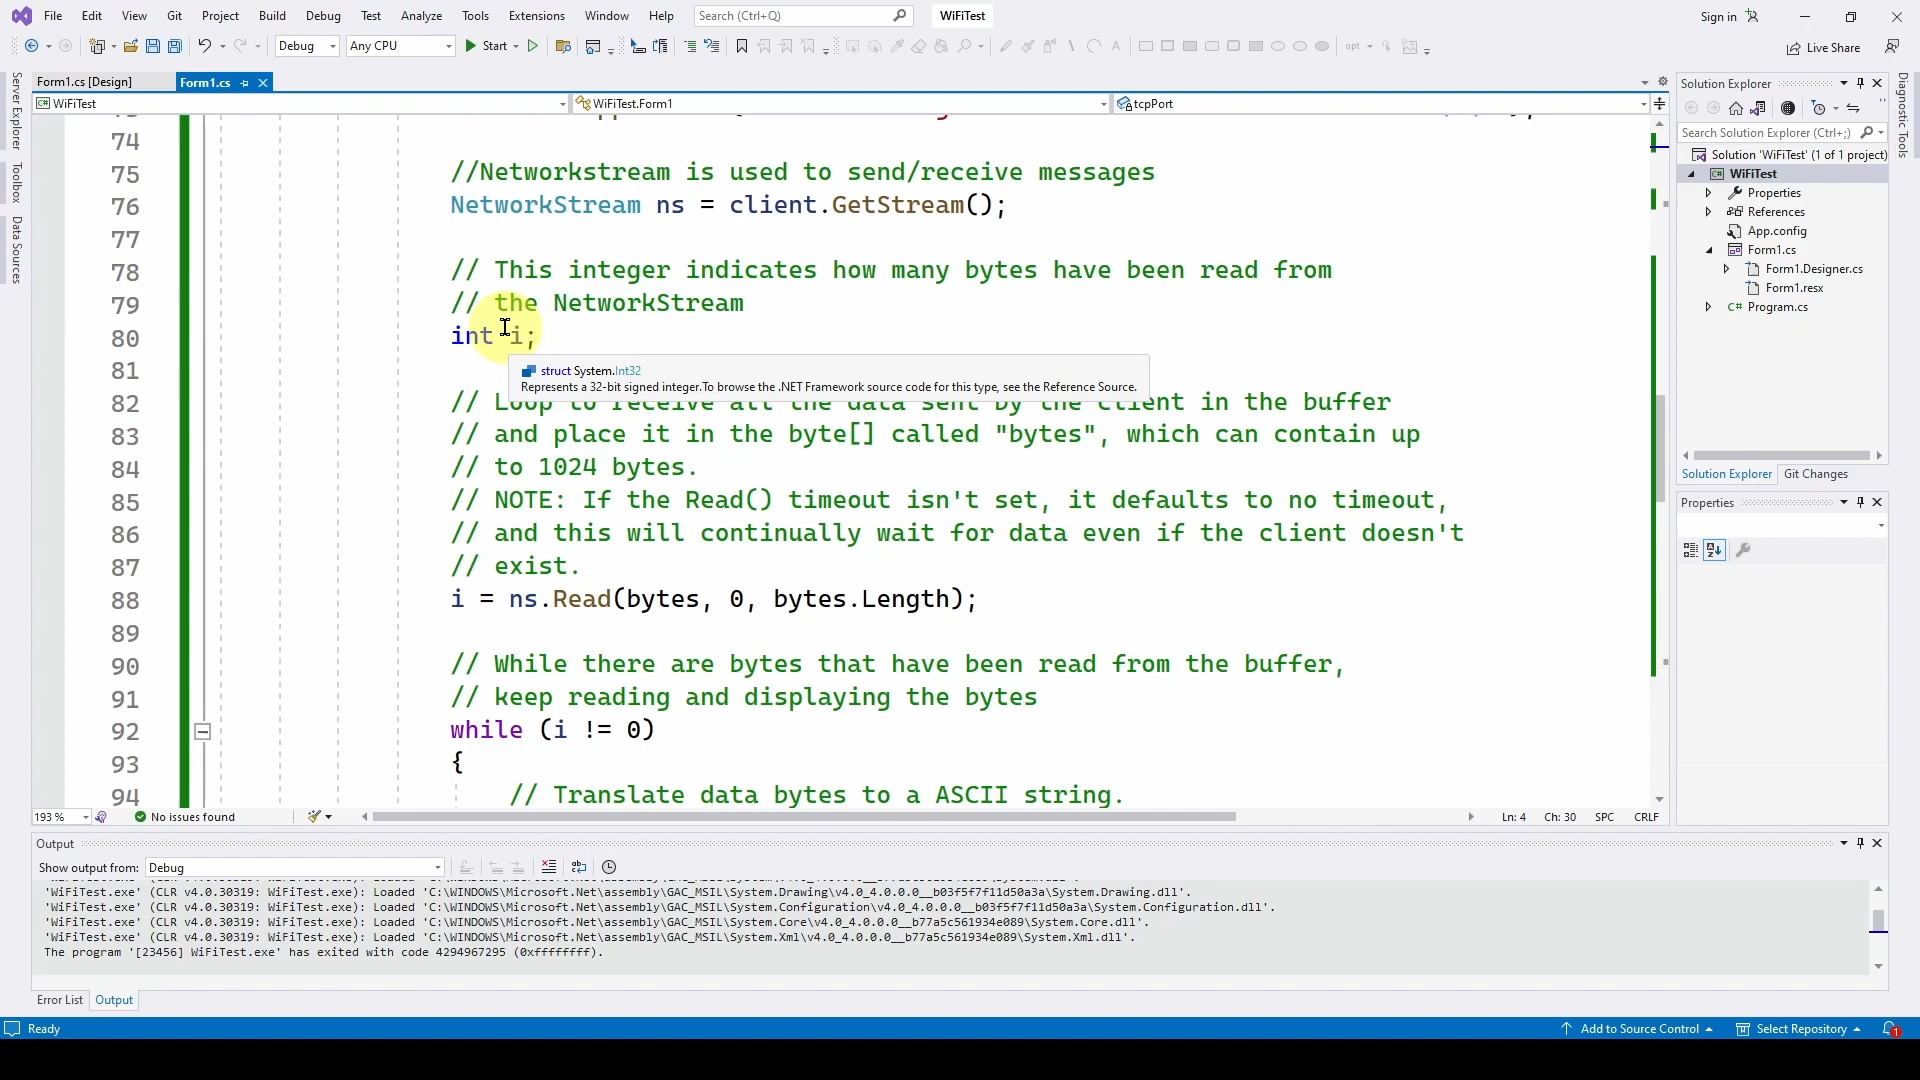 File Edit View Git Project Build Debug Test Analyze Tools Extensions Window Help Search (Ctrl+Q) WiFiTest Sign in
Debug Any CPU Start Live Share
Form1.cs [Design] Form1.cs
WiFiTest WiFiTest.Form1 tcpPort
74
75 //Networkstream is used to send/receive messages
76 NetworkStream ns = client.GetStream();
77
78 // This integer indicates how many bytes have been read from
79 // the NetworkStream
80 int i;
81
struct System.Int32
Represents a 32-bit signed integer.To browse the .NET Framework source code for this type, see the Reference Source.
82 // Loop to receive all the data sent by the client in the buffer
83 // and place it in the byte[] called "bytes", which can contain up
84 // to 1024 bytes.
85 // NOTE: If the Read() timeout isn't set, it defaults to no timeout,
86 // and this will continually wait for data even if the client doesn't
87 // exist.
88 i = ns.Read(bytes, 0, bytes.Length);
89
90 // While there are bytes that have been read from the buffer,
91 // keep reading and displaying the bytes
92 while (i != 0)
93 {
94 // Translate data bytes to a ASCII string.
193 % No issues found Ln: 4 Ch: 30 SPC CRLF
Server Explorer
Toolbox
Data Sources
Solution Explorer
Search Solution Explorer (Ctrl+;)
Solution 'WiFiTest' (1 of 1 project)
WiFiTest
Properties
References
App.config
Form1.cs
Form1.Designer.cs
Form1.resx
C# Program.cs
Solution Explorer Git Changes
Properties
Diagnostic Tools
Output
Show output from: Debug
'WiFiTest.exe' (CLR v4.0.30319: WiFiTest.exe): Loaded 'C:\WINDOWS\Microsoft.Net\assembly\GAC_MSIL\System.Drawing\v4.0_4.0.0.0__b03f5f7f11d50a3a\System.Drawing.dll'.
'WiFiTest.exe' (CLR v4.0.30319: WiFiTest.exe): Loaded 'C:\WINDOWS\Microsoft.Net\assembly\GAC_MSIL\System.Configuration\v4.0_4.0.0.0__b03f5f7f11d50a3a\System.Configuration.dll'.
'WiFiTest.exe' (CLR v4.0.30319: WiFiTest.exe): Loaded 'C:\WINDOWS\Microsoft.Net\assembly\GAC_MSIL\System.Core\v4.0_4.0.0.0__b77a5c561934e089\System.Core.dll'.
'WiFiTest.exe' (CLR v4.0.30319: WiFiTest.exe): Loaded 'C:\WINDOWS\Microsoft.Net\assembly\GAC_MSIL\System.Xml\v4.0_4.0.0.0__b77a5c561934e089\System.Xml.dll'.
The program '[23456] WiFiTest.exe' has exited with code 4294967295 (0xffffffff).
Error List Output
Ready Add to Source Control Select Repository 1